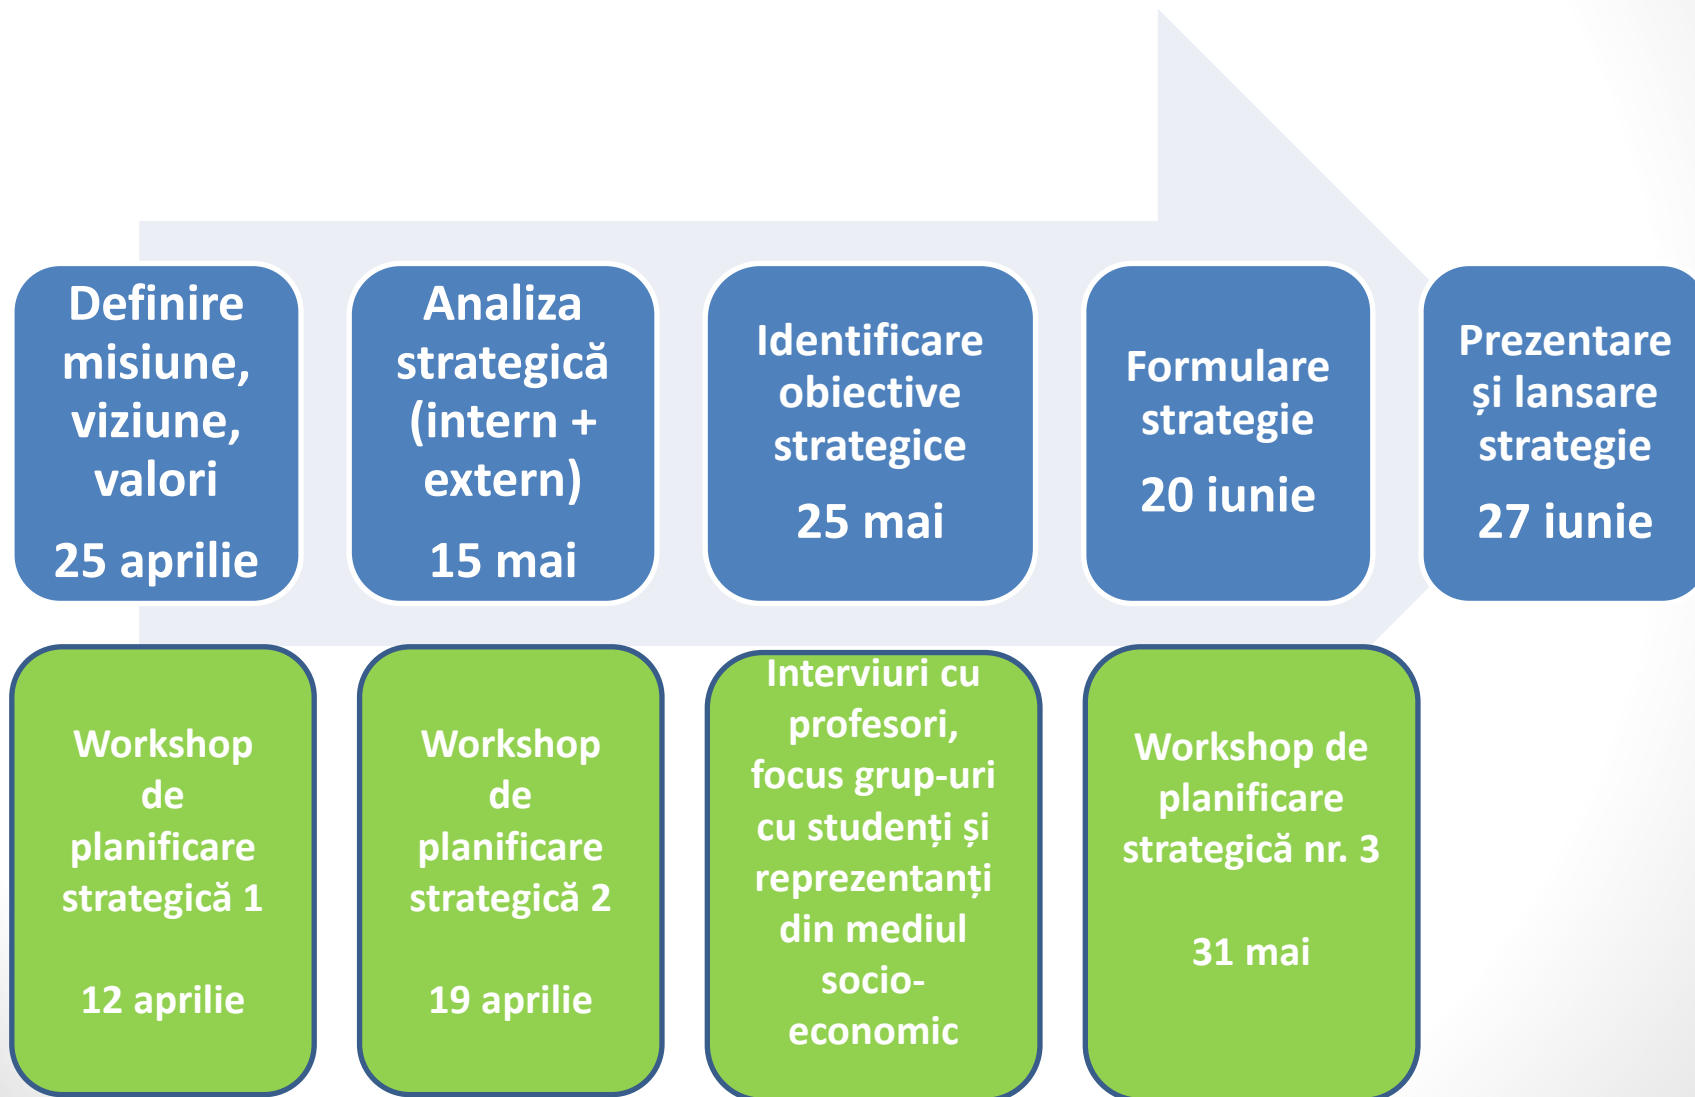 Definire
misiune,
viziune,
valori
25 aprilie
Analiza
strategică
(intern +
extern)
15 mai
Identificare
obiective
strategice
25 mai
Formulare
strategie
20 iunie
Prezentare
și lansare
strategie
27 iunie
Workshop
de
planificare
strategică 1
12 aprilie
Workshop
de
planificare
strategică 2
19 aprilie
Interviuri cu
profesori,
focus grup-uri
cu studenți și
reprezentanți
din mediul
socio-
economic
Workshop de
planificare
strategică nr. 3
31 mai